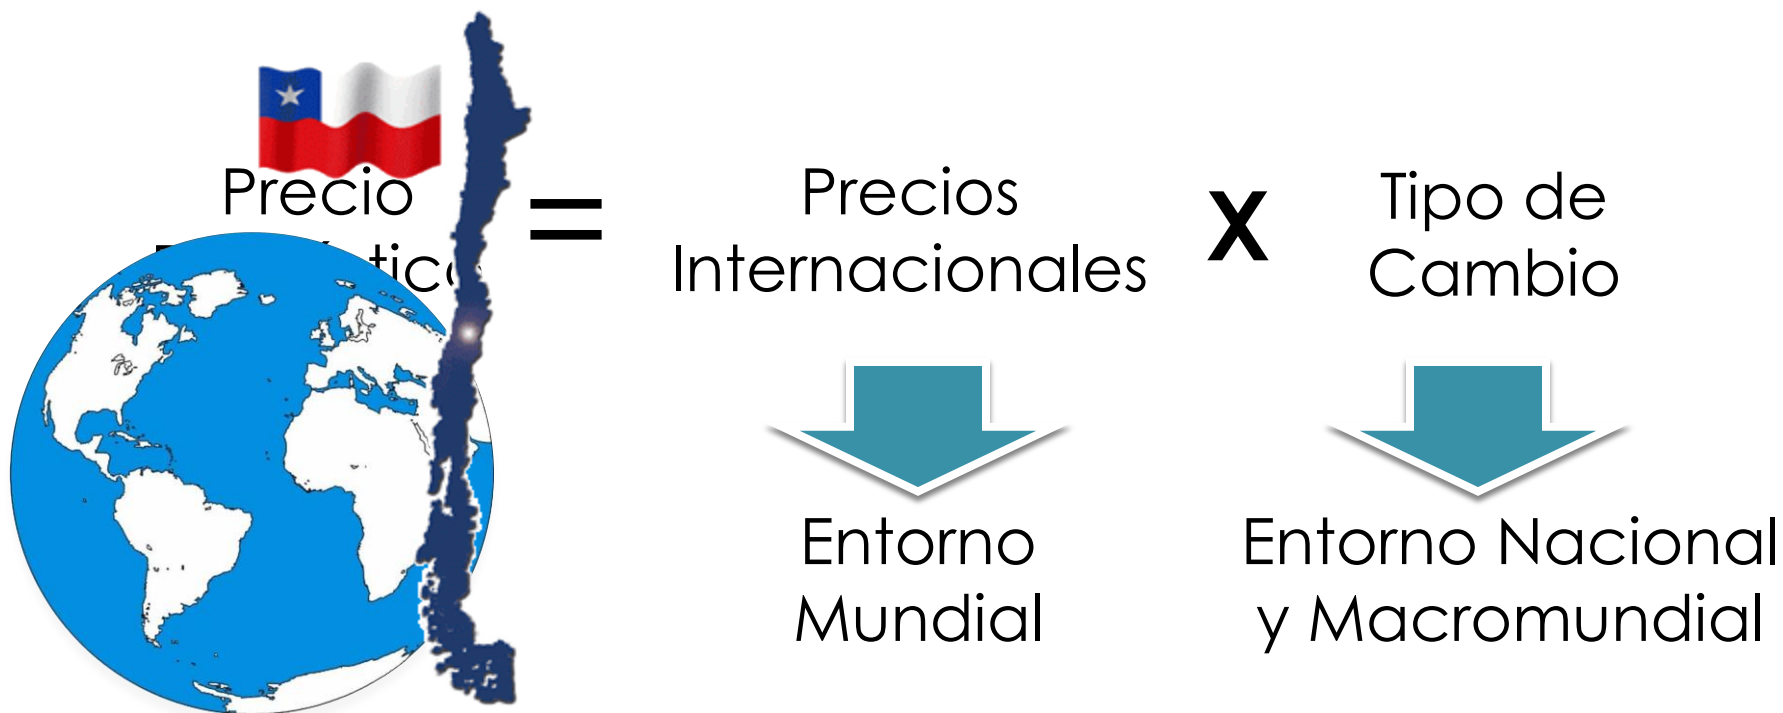 Precio
=
Precios
Internacionales
x
Tipo de
Cambio
Entorno
Mundial
Entorno Nacional
y Macromundial